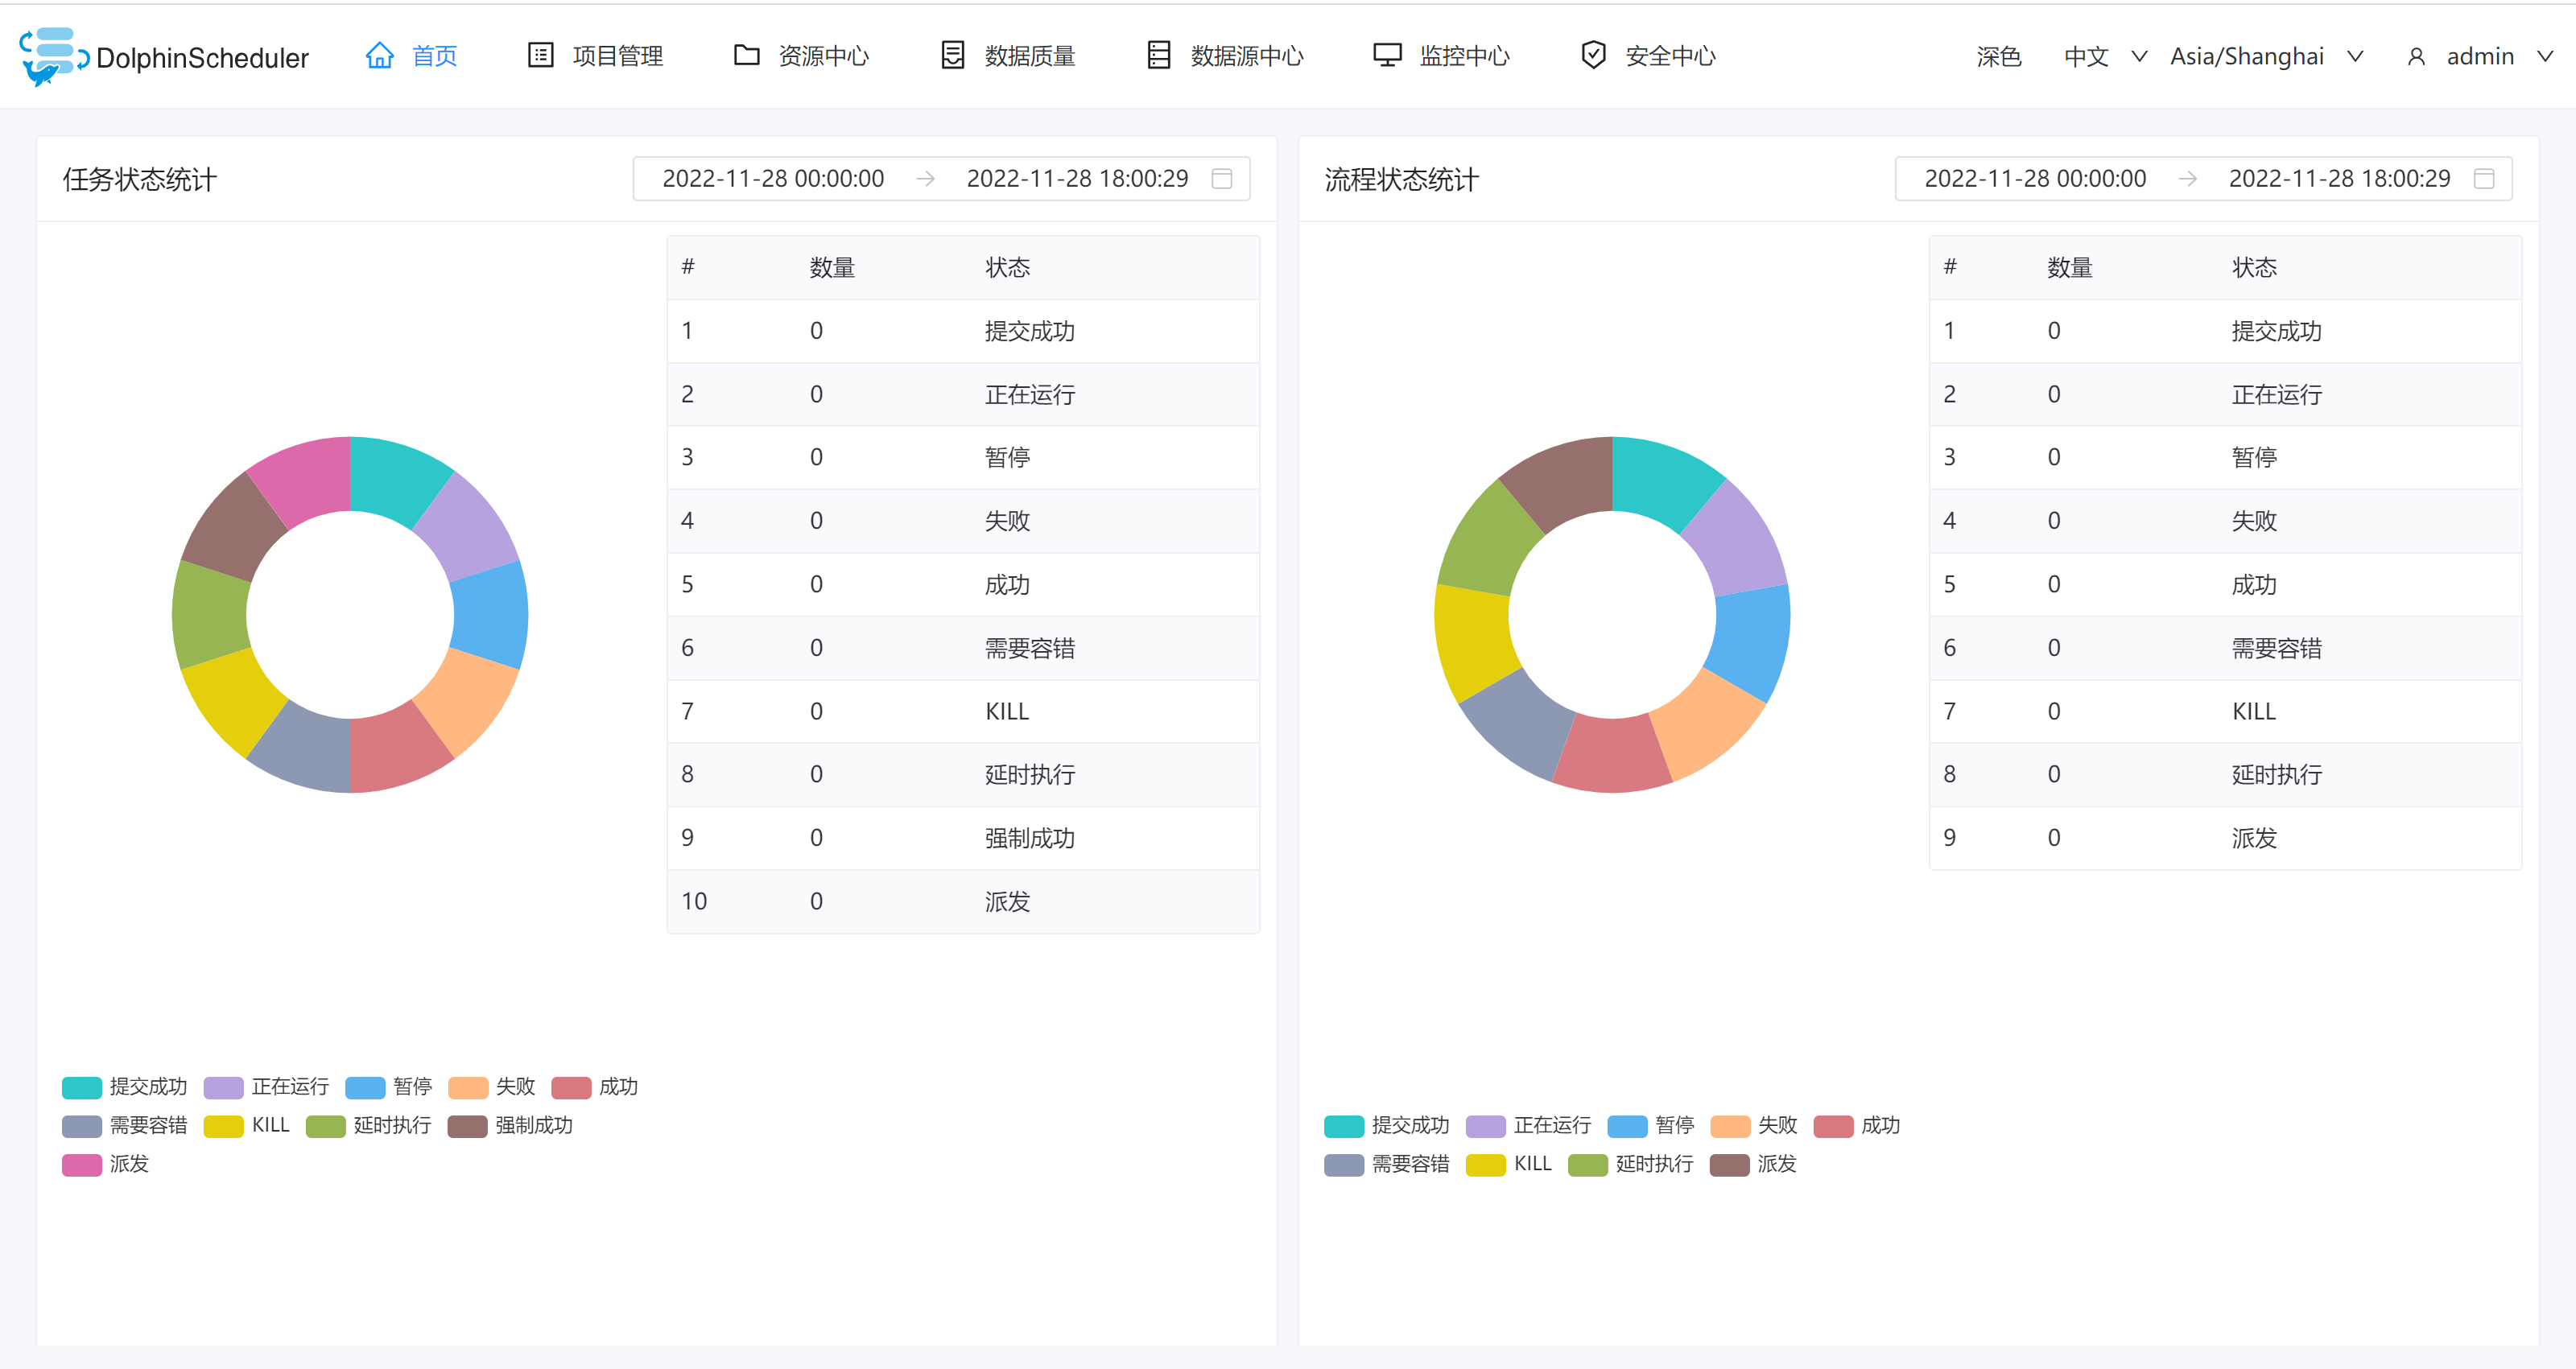 DolphinScheduler 首页 项目管理 资源中心 数据质量 数据源中心 监控中心 安全中心 深色 中文 Asia/Shanghai admin
任务状态统计 2022-11-28 00:00:00 → 2022-11-28 18:00:29
# 数量 状态
1 0 提交成功
2 0 正在运行
3 0 暂停
4 0 失败
5 0 成功
6 0 需要容错
7 0 KILL
8 0 延时执行
9 0 强制成功
10 0 派发
提交成功 正在运行 暂停 失败 成功
需要容错 KILL 延时执行 强制成功
派发
流程状态统计 2022-11-28 00:00:00 → 2022-11-28 18:00:29
# 数量 状态
1 0 提交成功
2 0 正在运行
3 0 暂停
4 0 失败
5 0 成功
6 0 需要容错
7 0 KILL
8 0 延时执行
9 0 派发
提交成功 正在运行 暂停 失败 成功
需要容错 KILL 延时执行 派发